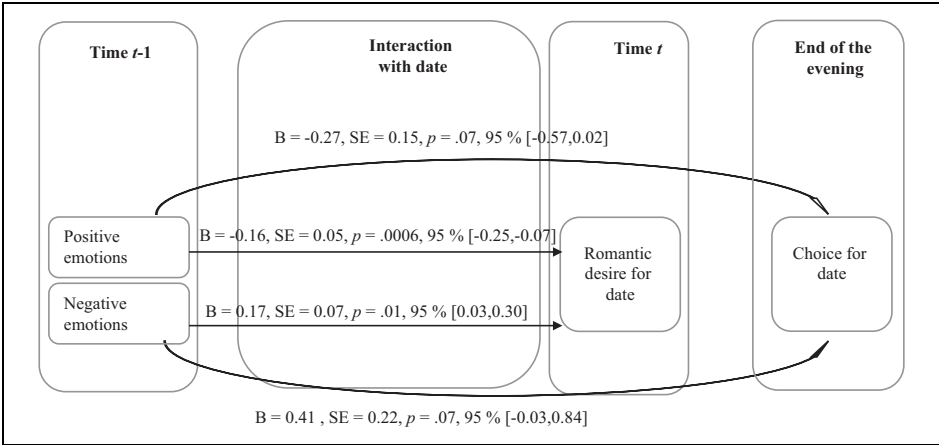 Time t-1
Interaction
with date
Time t
End of the
evening
B = -0.27, SE = 0.15, p = .07, 95 % [-0.57,0.02]
Positive
emotions
B = -0.16, SE = 0.05, p = .0006, 95 % [-0.25,-0.07]
Romantic
desire for
date
Choice for
date
Negative
emotions
B = 0.17, SE = 0.07, p = .01, 95 % [0.03,0.30]
B = 0.41 , SE = 0.22, p = .07, 95 % [-0.03,0.84]